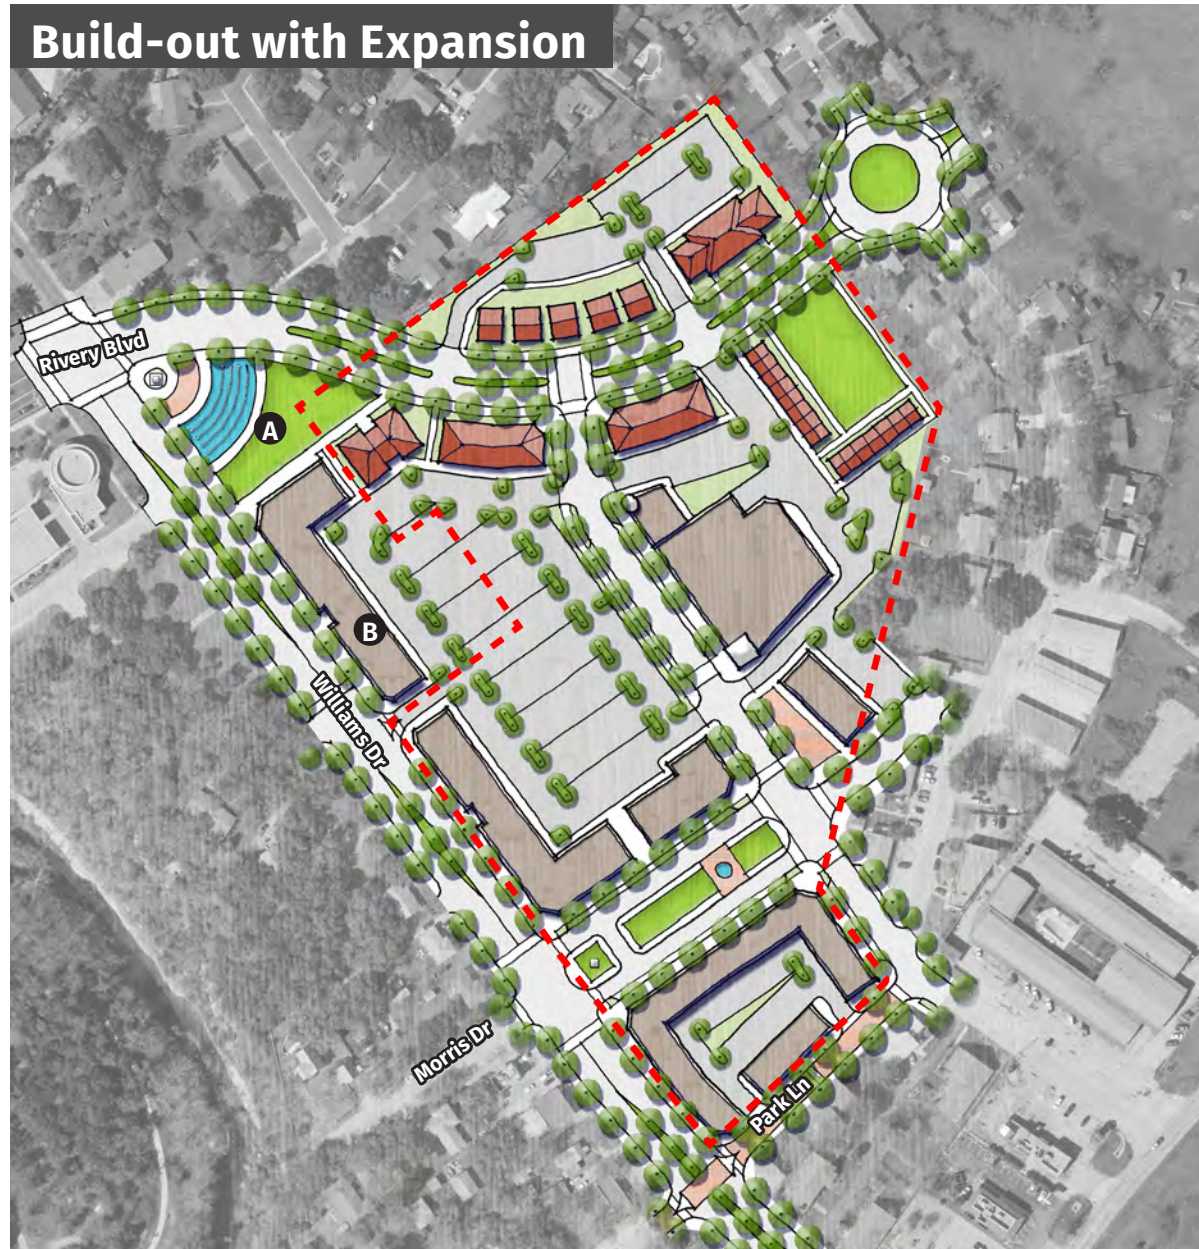 Build-out with Expansion
Rivery Blvd
A
B
Williams Dr
Morris Dr
Park Ln